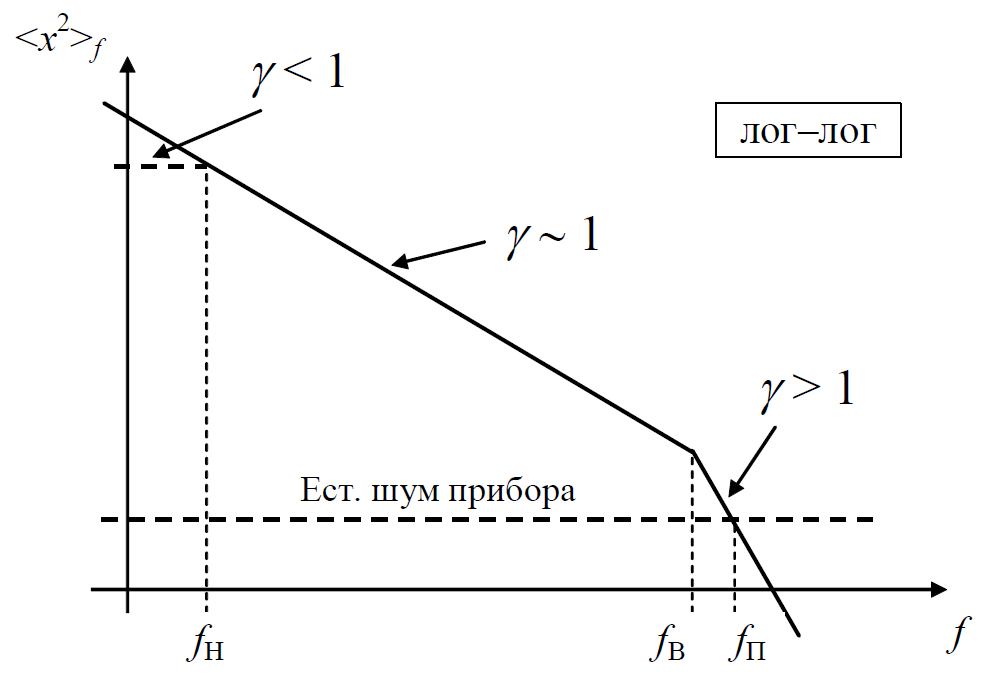 <x²>f
γ < 1
лог–лог
γ ~ 1
γ > 1
Ест. шум прибора
fН
fВ
fП
f